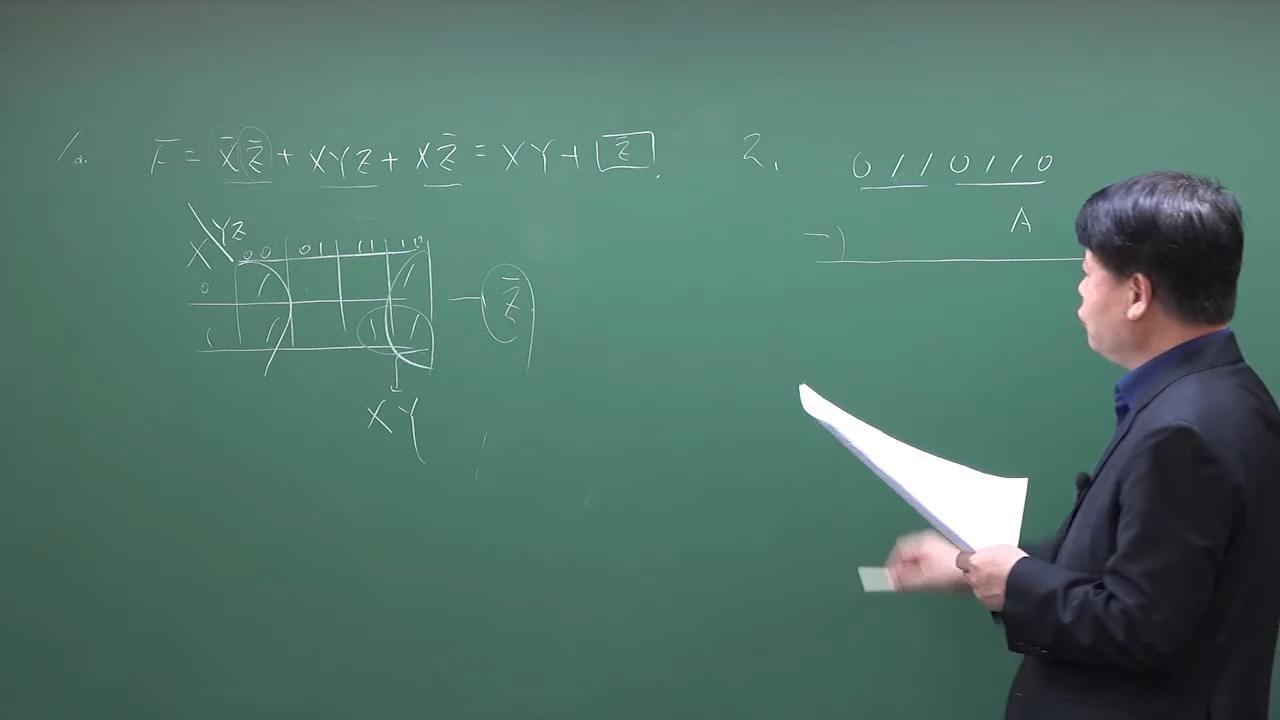 1. F = X̄Z̄ + XYZ + XZ̄ = XY + Z̄
X YZ 00 01 11 10
0 1 1
1 1 1 1
— Z̄
XY
2. 0110110
A
-)